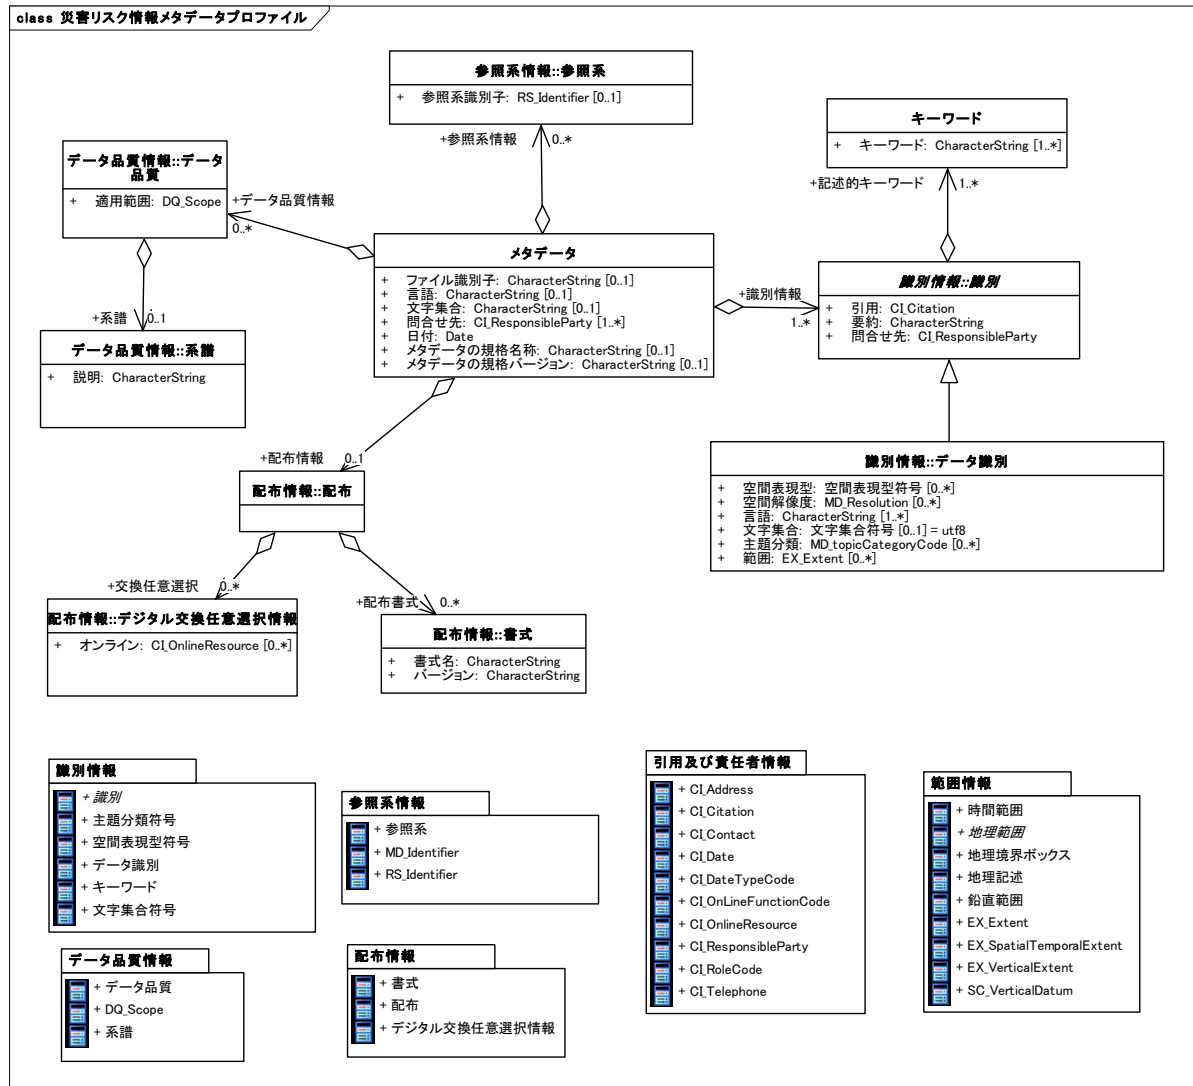 class 災害リスク情報メタデータプロファイル
参照系情報::参照系
+ 参照系識別子: RS_Identifier [0..1]
+参照系情報 0..*
キーワード
+ キーワード: CharacterString [1..*]
+記述的キーワード 1..*
データ品質情報::データ
品質
+ 適用範囲: DQ_Scope
+データ品質情報
0..*
メタデータ
+ ファイル識別子: CharacterString [0..1]
+ 言語: CharacterString [0..1]
+ 文字集合: CharacterString [0..1]
+ 問合せ先: CI_ResponsibleParty [1..*]
+ 日付: Date
+ メタデータの規格名称: CharacterString [0..1]
+ メタデータの規格バージョン: CharacterString [0..1]
+識別情報
1..*
識別情報::識別
+ 引用: CI_Citation
+ 要約: CharacterString
+ 問合せ先: CI_ResponsibleParty
+系譜 0..1
データ品質情報::系譜
+ 説明: CharacterString
+配布情報 0..1
配布情報::配布
識別情報::データ識別
+ 空間表現型: 空間表現型符号 [0..*]
+ 空間解像度: MD_Resolution [0..*]
+ 言語: CharacterString [1..*]
+ 文字集合: 文字集合符号 [0..1] = utf8
+ 主題分類: MD_topicCategoryCode [0..*]
+ 範囲: EX_Extent [0..*]
+交換任意選択 0..*
配布情報::デジタル交換任意選択情報
+ オンライン: CI_OnlineResource [0..*]
+配布書式 0..*
配布情報::書式
+ 書式名: CharacterString
+ バージョン: CharacterString
識別情報
+ 識別
+ 主題分類符号
+ 空間表現型符号
+ データ識別
+ キーワード
+ 文字集合符号
参照系情報
+ 参照系
+ MD_Identifier
+ RS_Identifier
引用及び責任者情報
+ CI_Address
+ CI_Citation
+ CI_Contact
+ CI_Date
+ CI_DateTypeCode
+ CI_OnLineFunctionCode
+ CI_OnlineResource
+ CI_ResponsibleParty
+ CI_RoleCode
+ CI_Telephone
範囲情報
+ 時間範囲
+ 地理範囲
+ 地理境界ボックス
+ 地理記述
+ 鉛直範囲
+ EX_Extent
+ EX_SpatialTemporalExtent
+ EX_VerticalExtent
+ SC_VerticalDatum
データ品質情報
+ データ品質
+ DQ_Scope
+ 系譜
配布情報
+ 書式
+ 配布
+ デジタル交換任意選択情報